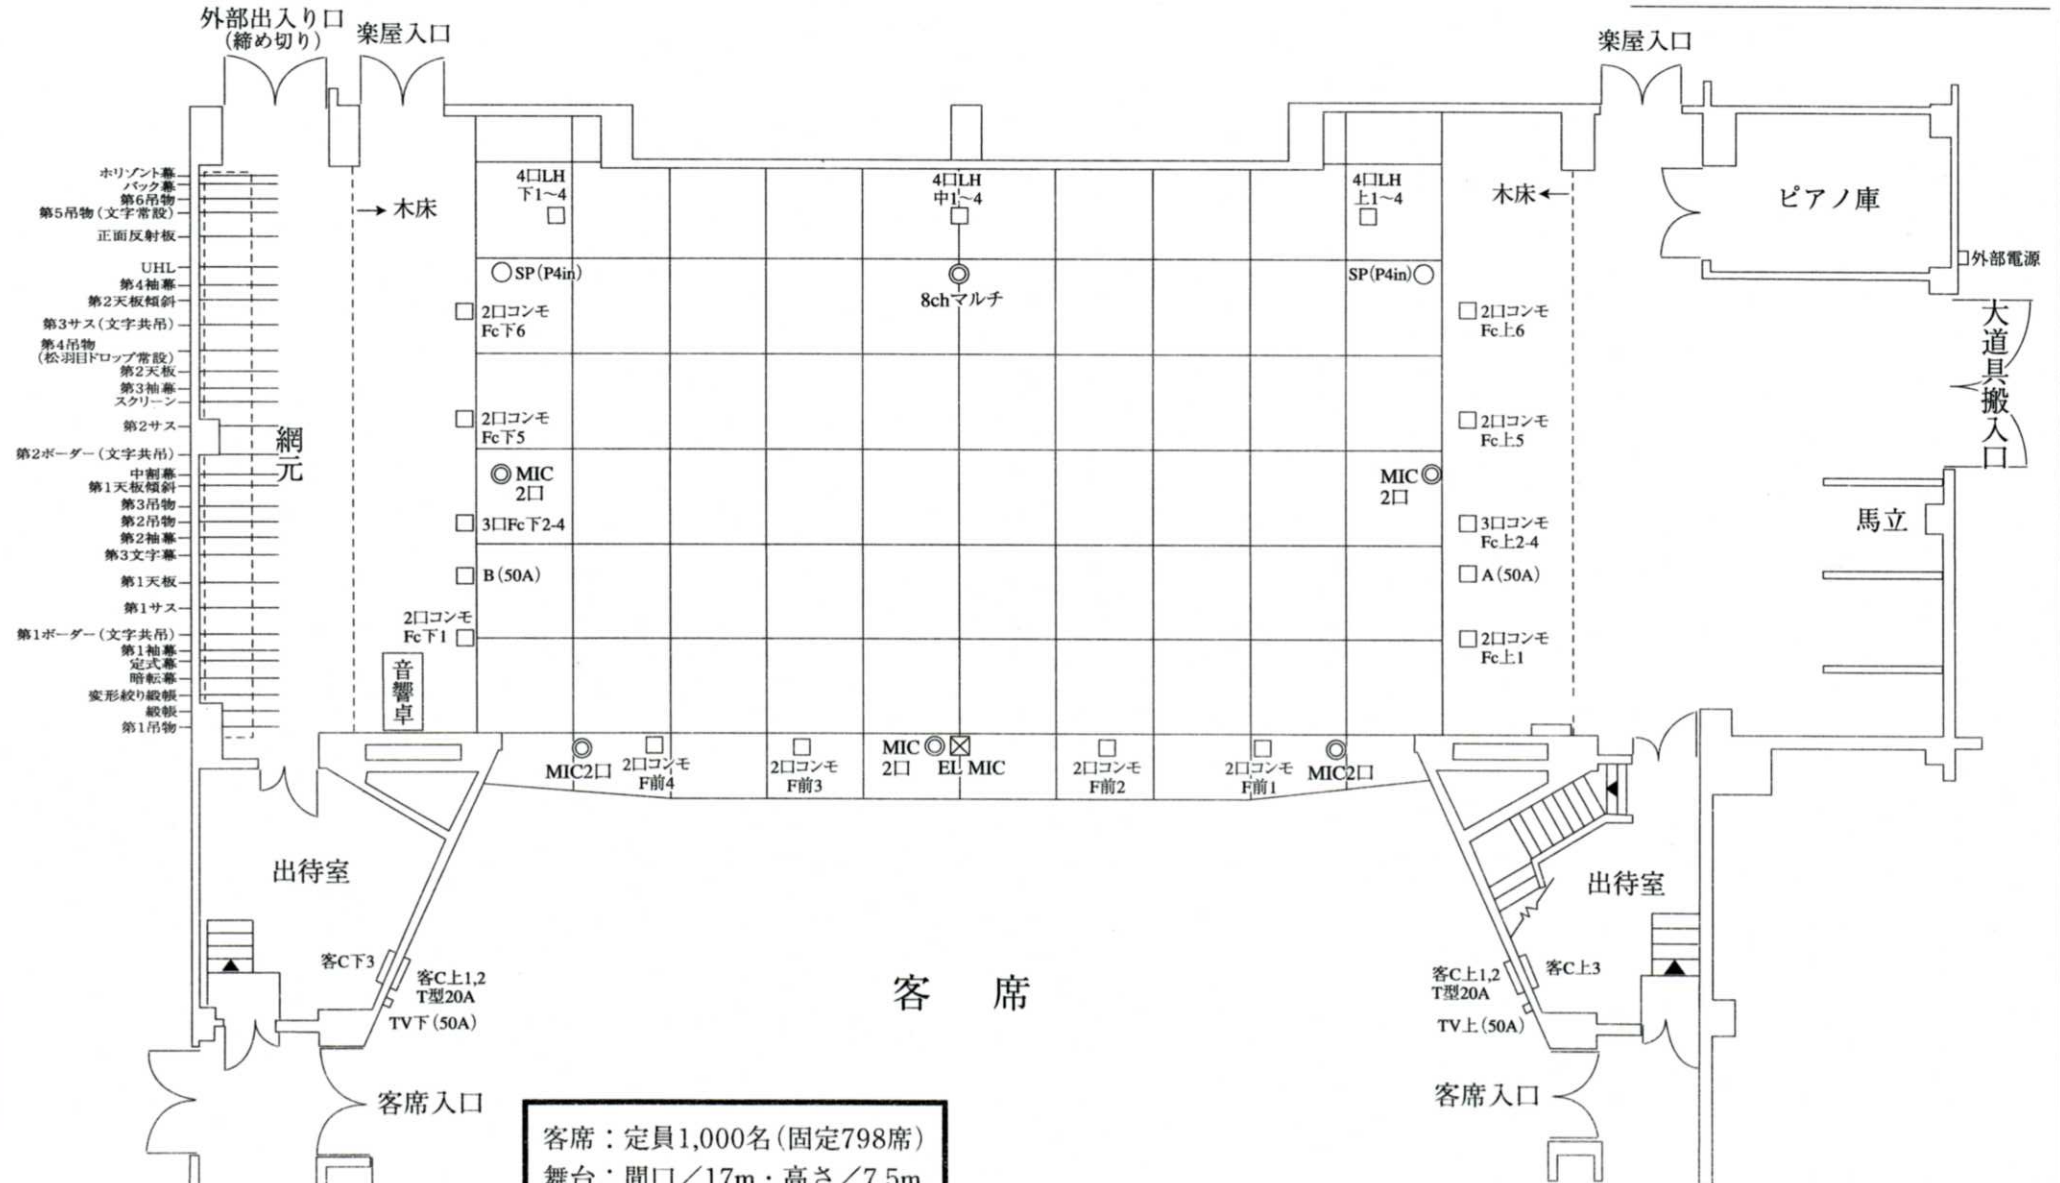 外部出入り口
(締め切り)
楽屋入口
楽屋入口
ホリゾント幕
バック幕
第6吊物
第5吊物(文字常設)
正面反射板
UHL
第4袖幕
第2天板傾斜
第3サス(文字共吊)
第4吊物
(松羽目ドロップ常設)
第2天板
第3袖幕
スクリーン
第2サス
第2ボーダー(文字共吊)
中割幕
第1天板傾斜
第3吊物
第2吊物
第2袖幕
第3文字幕
第1天板
第1サス
第1ボーダー(文字共吊)
第1袖幕
定式幕
暗転幕
変形絞り緞帳
緞帳
第1吊物
網元
→木床
4口LH
下1～4
4口LH
中1～4
4口LH
上1～4
木床←
ピアノ庫
外部電源
大道具搬入口
SP(P4in)
8chマルチ
SP(P4in)
2口コンモ
Fc下6
2口コンモ
Fc上6
2口コンモ
Fc下5
2口コンモ
Fc上5
MIC
2口
MIC
2口
3口Fc下2-4
3口コンモ
Fc上2-4
馬立
B(50A)
A(50A)
2口コンモ
Fc下1
2口コンモ
Fc上1
音響卓
MIC2口
2口コンモ
F前4
2口コンモ
F前3
MIC
2口
EL MIC
2口コンモ
F前2
2口コンモ
F前1
MIC2口
出待室
出待室
客C下3
客C上1,2
T型20A
TV下(50A)
客席
客C上1,2
T型20A
客C上3
TV上(50A)
客席入口
客席入口
客席：定員1,000名(固定798席)
舞台：間口／17m・高さ／7.5m